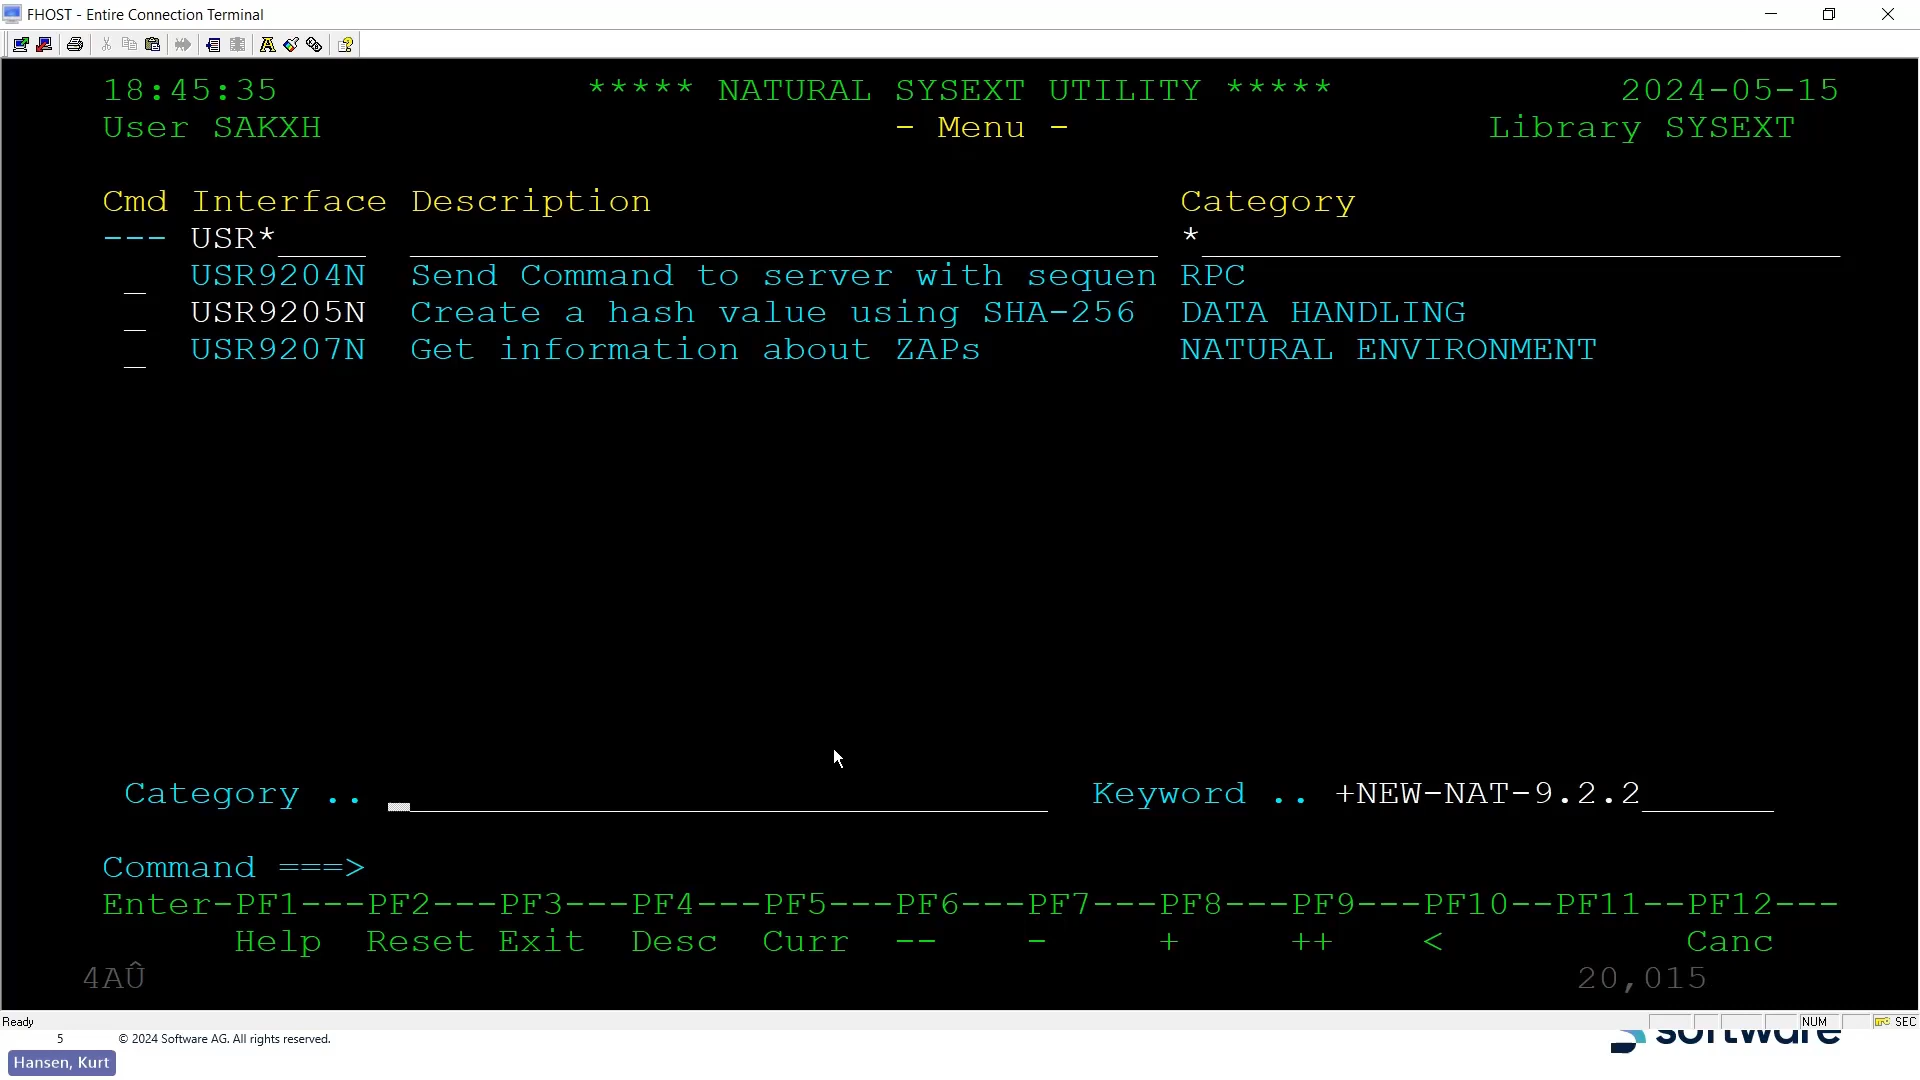 FHOST - Entire Connection Terminal
18:45:35 ***** NATURAL SYSEXT UTILITY ***** 2024-05-15
User SAKXH - Menu - Library SYSEXT
Cmd Interface Description Category
--- USR* *
_ USR9204N Send Command to server with sequen RPC
_ USR9205N Create a hash value using SHA-256 DATA HANDLING
_ USR9207N Get information about ZAPs NATURAL ENVIRONMENT
Category .. Keyword .. +NEW-NAT-9.2.2
Command ===>
Enter-PF1---PF2---PF3---PF4---PF5---PF6---PF7---PF8---PF9---PF10--PF11--PF12---
Help Reset Exit Desc Curr -- - + ++ < Canc
4AÛ 20,015
Ready NUM SEC
5 © 2024 Software AG. All rights reserved. software
Hansen, Kurt